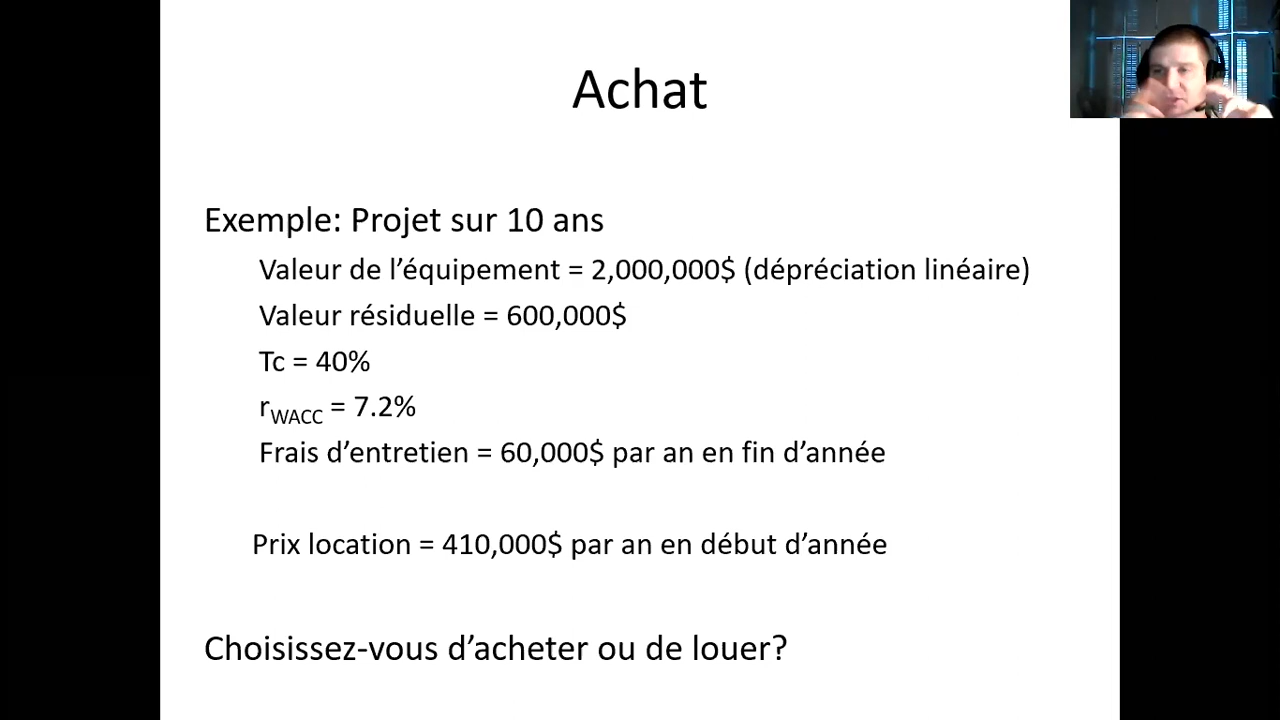 Achat
Exemple: Projet sur 10 ans
Valeur de l’équipement = 2,000,000$ (dépréciation linéaire)
Valeur résiduelle = 600,000$
Tc = 40%
rWACC = 7.2%
Frais d’entretien = 60,000$ par an en fin d’année
Prix location = 410,000$ par an en début d’année
Choisissez-vous d’acheter ou de louer?